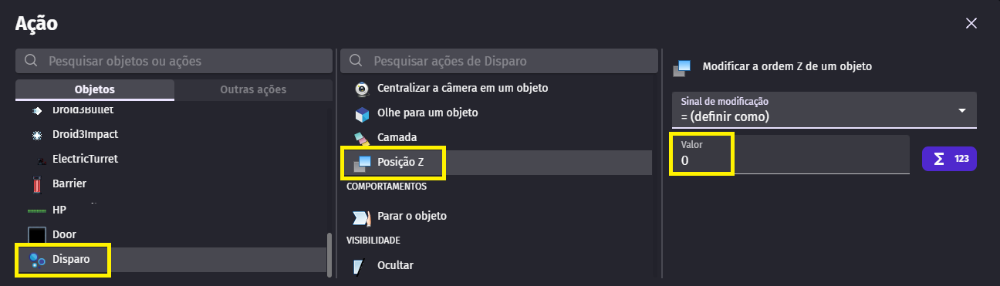 Ação
Pesquisar objetos ou ações
Objetos
Outras ações
Droid3Bullet
Droid3Impact
ElectricTurret
Barrier
HP
Door
Disparo
Pesquisar ações de Disparo
Centralizar a câmera em um objeto
Olhe para um objeto
Camada
Posição Z
COMPORTAMENTOS
Parar o objeto
VISIBILIDADE
Ocultar
Modificar a ordem Z de um objeto
Sinal de modificação
= (definir como)
Valor
0
Σ 123